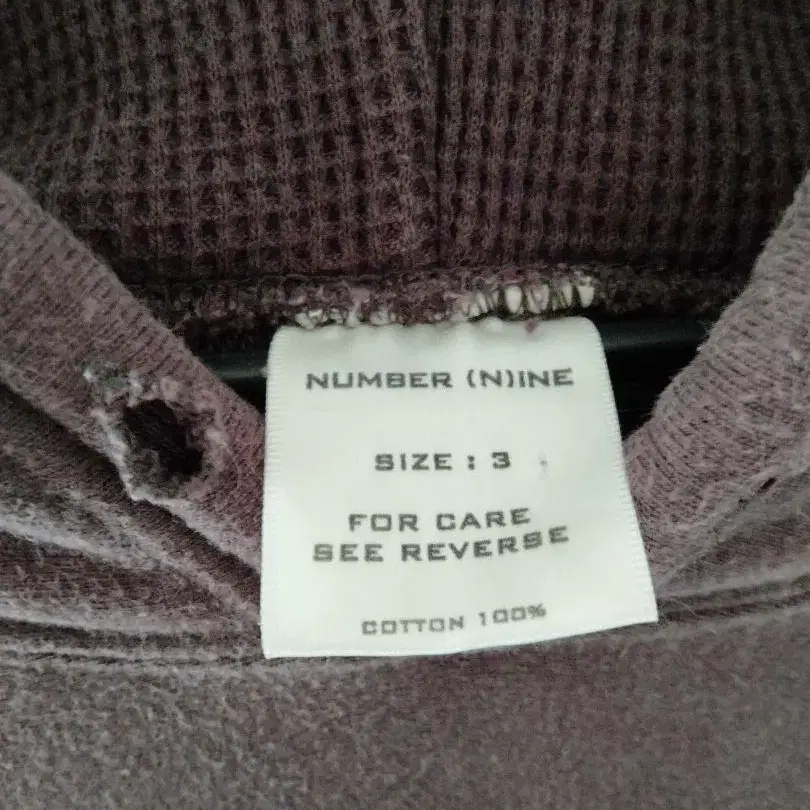 NUMBER (N)INE
SIZE : 3
FOR CARE
SEE REVERSE
COTTON 100%